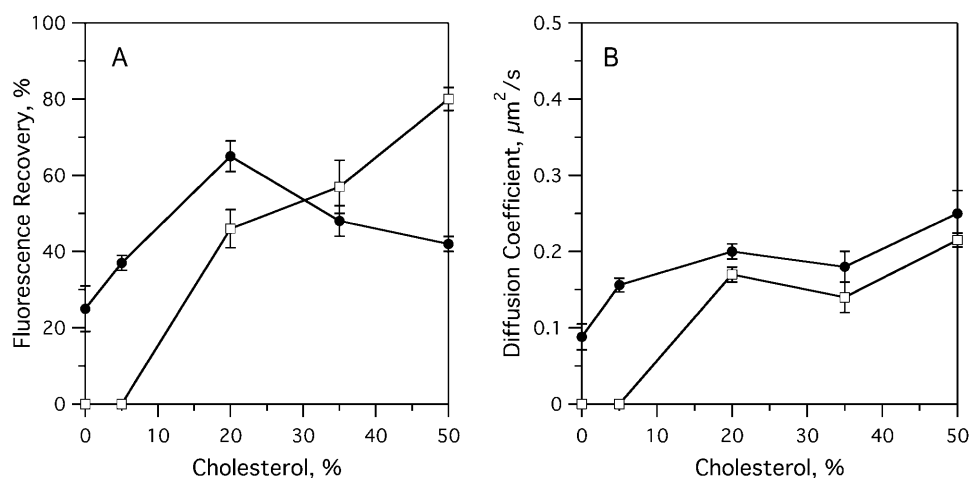 A
Fluorescence Recovery, %
100
80
60
40
20
0
0 10 20 30 40 50
Cholesterol, %
B
Diffusion Coefficient, µm²/s
0.5
0.4
0.3
0.2
0.1
0
0 10 20 30 40 50
Cholesterol, %